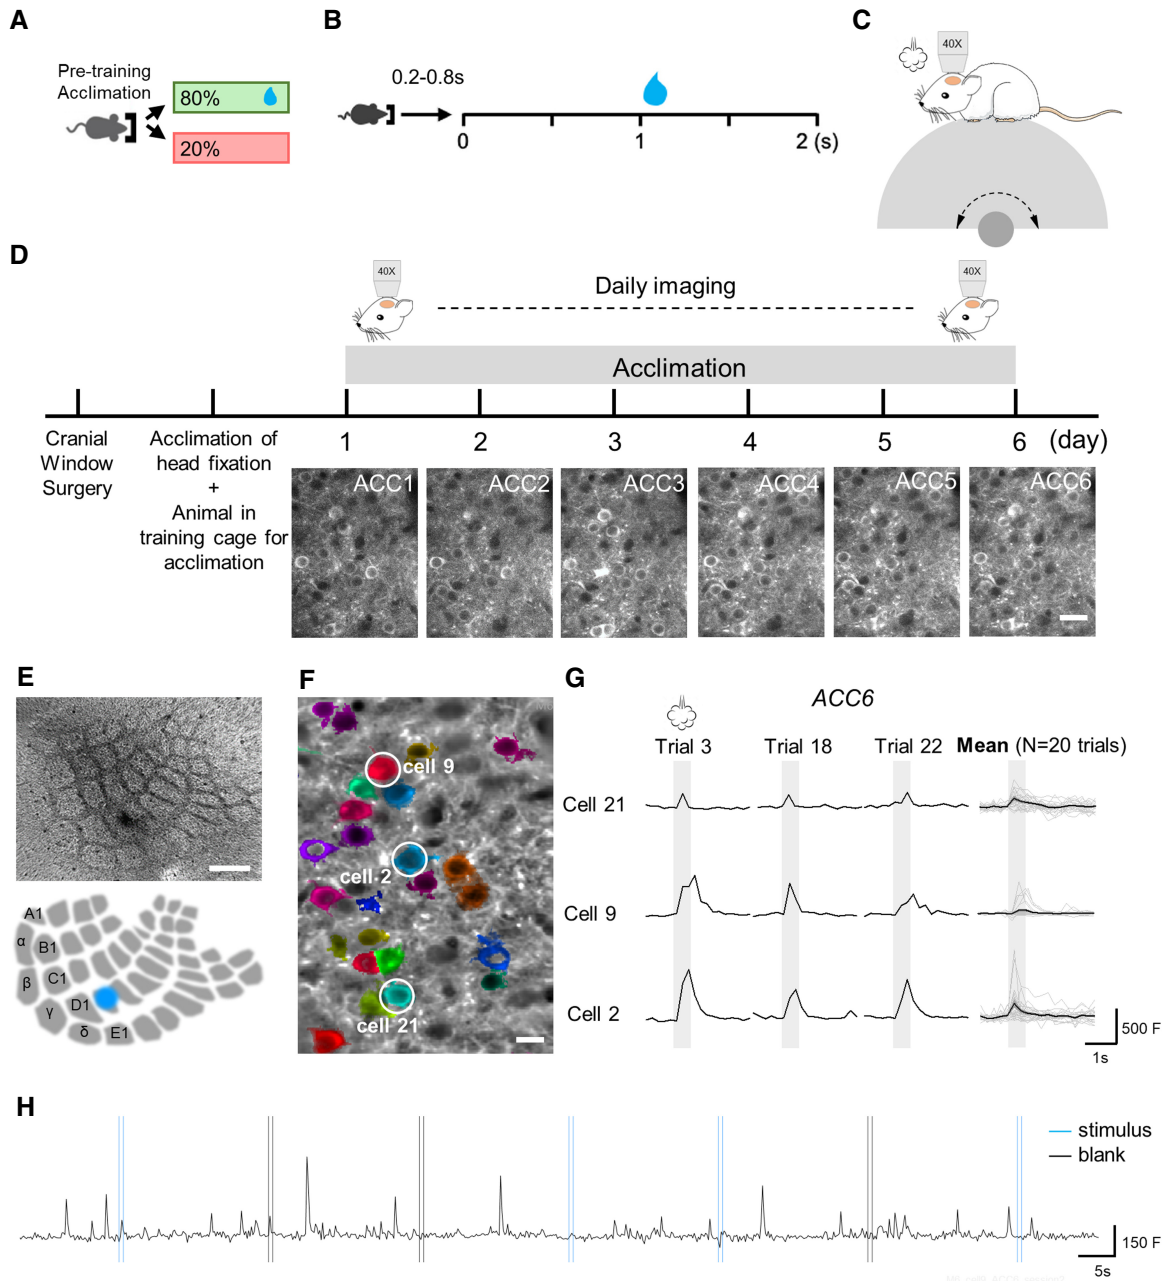 A
Pre-training
Acclimation
80%
20%
B
0.2-0.8s
0
1
2 (s)
C
40X
D
40X
40X
Daily imaging
Acclimation
Cranial
Window
Surgery
Acclimation of
head fixation
+
Animal in
training cage for
acclimation
1
2
3
4
5
6
(day)
ACC1
ACC2
ACC3
ACC4
ACC5
ACC6
E
A1
α
B1
β
C1
γ
D1
δ
E1
F
cell 9
cell 2
cell 21
G
ACC6
Trial 3
Trial 18
Trial 22
Mean (N=20 trials)
Cell 21
Cell 9
Cell 2
500 F
1s
H
stimulus
blank
150 F
5s